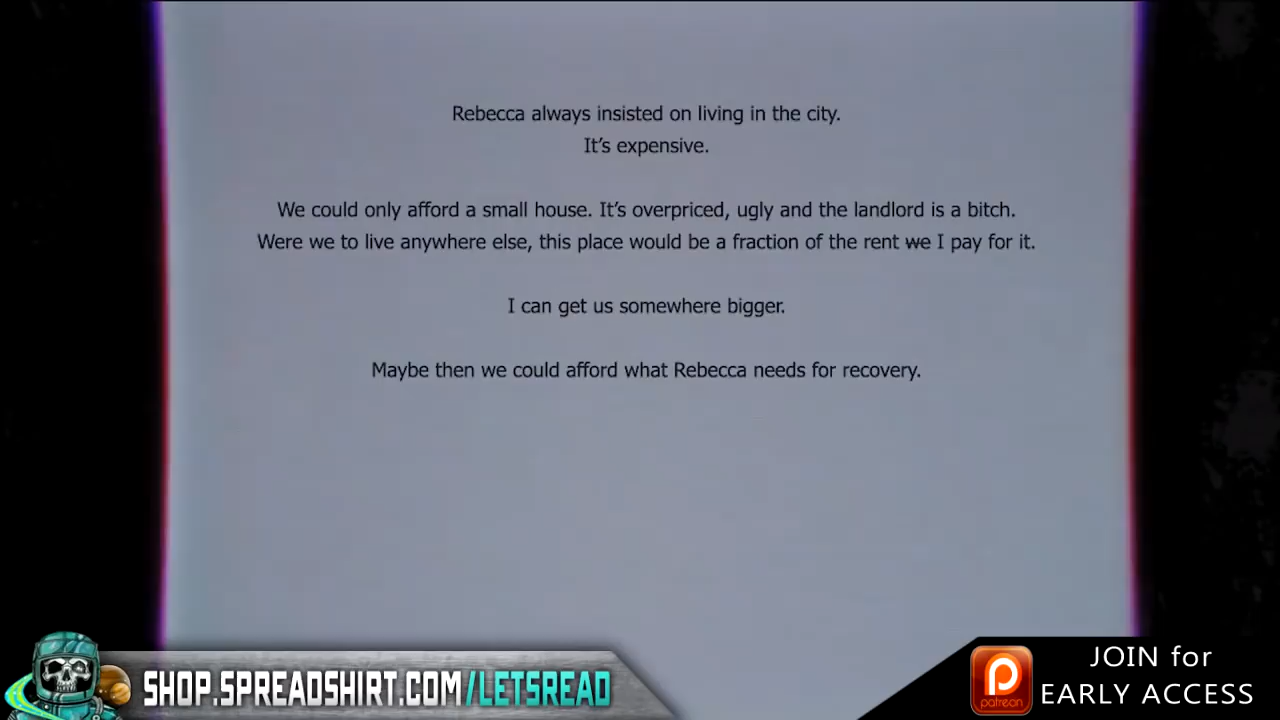 Rebecca always insisted on living in the city.
It's expensive.
We could only afford a small house. It's overpriced, ugly and the landlord is a bitch.
Were we to live anywhere else, this place would be a fraction of the rent we I pay for it.
I can get us somewhere bigger.
Maybe then we could afford what Rebecca needs for recovery.
SHOP.SPREADSHIRT.COM/LETSREAD
patreon
JOIN for
EARLY ACCESS